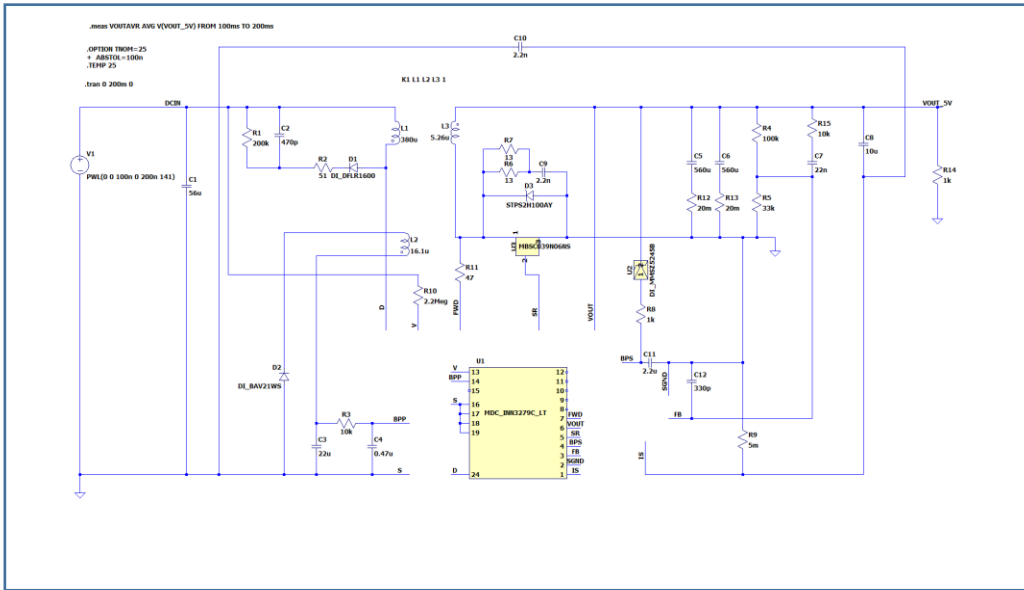 .meas VOUTAVR AVG V(VOUT_5V) FROM 100ms TO 200ms
.OPTION TNOM=25
+ ABSTOL=100n
.TEMP 25
.tran 0 200m 0
C10
2.2n
K1 L1 L2 L3 1
DCIN
VOUT_5V
R1
200k
C2
470p
L1
380u
L3
5.26u
R7
13
R6
13
C9
2.2n
R4
100k
R15
10k
C8
10u
V1
PWL(0 0 100n 0 200n 141)
C1
56u
R2
51
D1
DI_DFLR1600
D3
STPS2H100AY
C5
560u
C6
560u
C7
22n
R14
1k
R12
20m
R13
20m
R5
33k
L2
16.1u
U3
1
2
3
R11
47
U2
1 2
DI_MMSZ5245B
R10
2.2Meg
R8
1k
D
V
FWD
SR
VOUT
BPS
C11
2.2u
SGND
C12
330p
FB
D2
DI_BAV21WS
R3
10k
BPP
C3
22u
C4
0.47u
S
U1
MDC_INN3279C_LT
V
13
BPP
14
15
S
16
17
18
19
D
24
12
11
10
9
8
7
FWD
6
VOUT
5
SR
4
BPS
3
FB
2
SGND
1
IS
IS
R9
5m